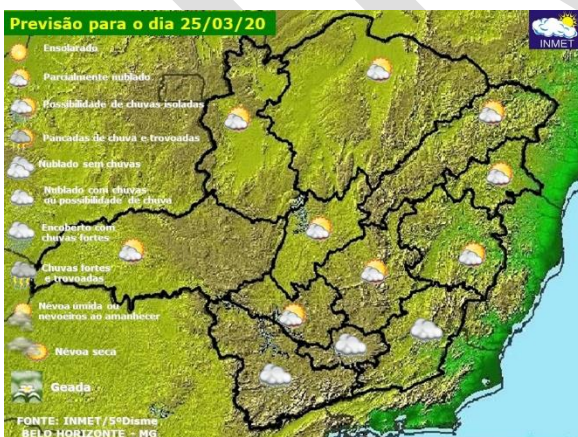 Previsão para o dia 25/03/20
INMET
Ensolarado
Parcialmente nublado
Possibilidade de chuvas isoladas
Pancadas de chuva e trovoadas
Nublado sem chuvas
Nublado com chuvas
ou possibilidade de chuva
Encoberto com
chuvas fortes
Chuvas fortes
e trovoadas
Névoa úmida ou
nevoeiros ao amanhecer
Névoa seca
Geada
FONTE: INMET/5ºDisme
BELO HORIZONTE - MG